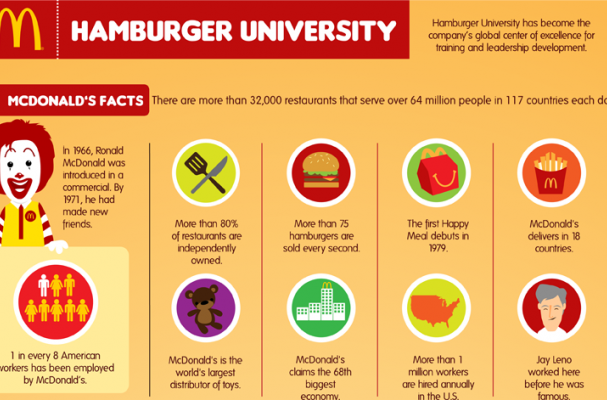 HAMBURGER UNIVERSITY
Hamburger University has become the
company's global center of excellence for
training and leadership development.
MCDONALD'S FACTS
There are more than 32,000 restaurants that serve over 64 million people in 117 countries each
In 1966, Ronald
McDonald was
introduced in a
commercial. By
1971, he had
made new
friends.
More than 80%
of restaurants are
independently
owned.
More than 75
hamburgers are
sold every second.
The first Happy
Meal debuts in
1979.
McDonald's
delivers in 18
countries.
1 in every 8 American
workers has been employed
by McDonald's.
McDonald's is the
world's largest
distributor of toys.
McDonald's
claims the 68th
biggest
economy.
More than 1
million workers
are hired annually
in the U.S.
Jay Leno
worked here
before he was
famous.